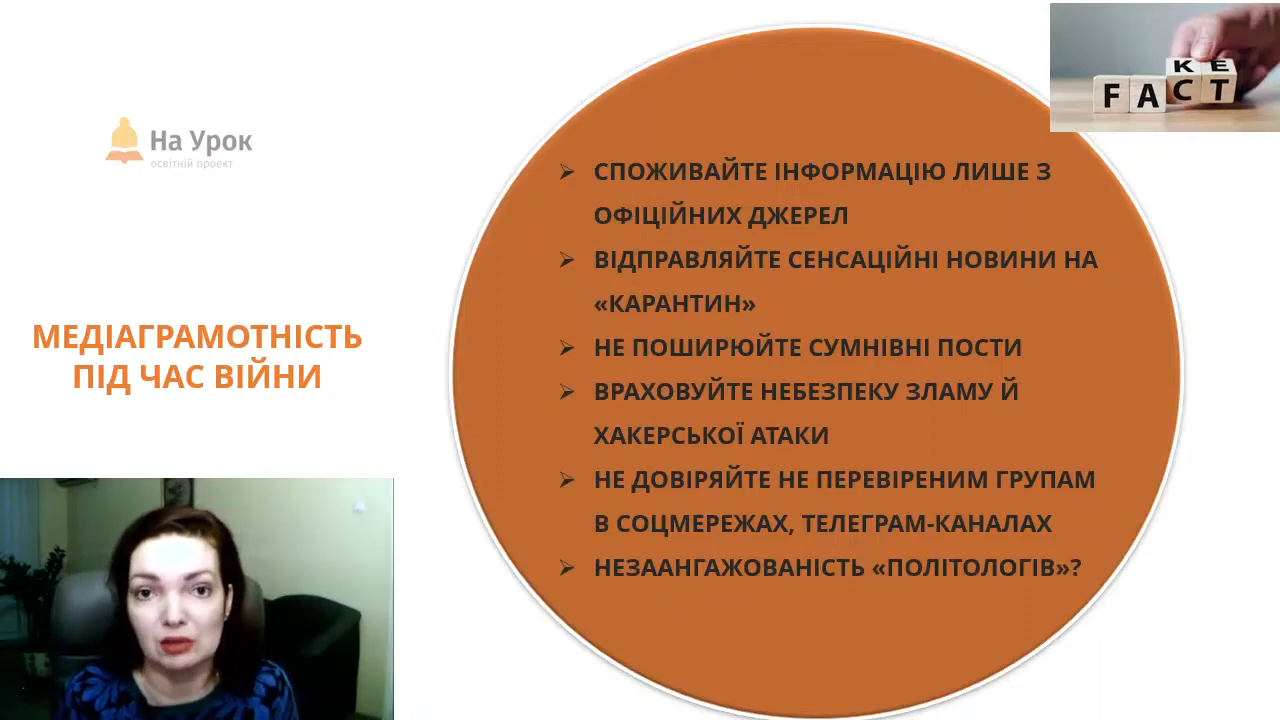 На Урок
освітній проект
МЕДІАГРАМОТНІСТЬ
ПІД ЧАС ВІЙНИ
СПОЖИВАЙТЕ ІНФОРМАЦІЮ ЛИШЕ З
ОФІЦІЙНИХ ДЖЕРЕЛ
ВІДПРАВЛЯЙТЕ СЕНСАЦІЙНІ НОВИНИ НА
«КАРАНТИН»
НЕ ПОШИРЮЙТЕ СУМНІВНІ ПОСТИ
ВРАХОВУЙТЕ НЕБЕЗПЕКУ ЗЛАМУ Й
ХАКЕРСЬКОЇ АТАКИ
НЕ ДОВІРЯЙТЕ НЕ ПЕРЕВІРЕНИМ ГРУПАМ
В СОЦМЕРЕЖАХ, ТЕЛЕГРАМ-КАНАЛАХ
НЕЗААНГАЖОВАНІСТЬ «ПОЛІТОЛОГІВ»?
KE
FACT